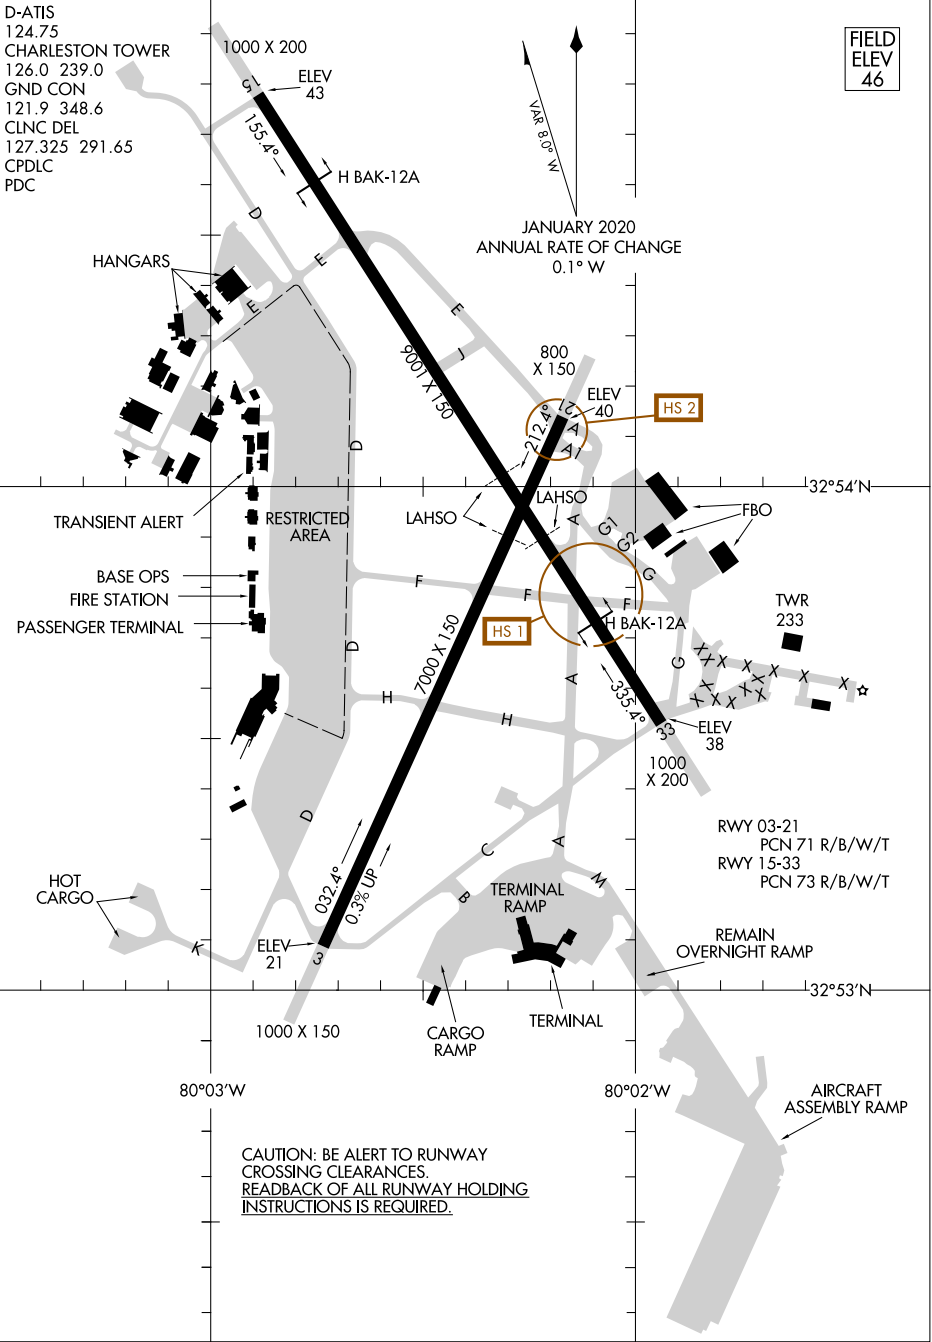 D-ATIS
124.75
CHARLESTON TOWER
126.0 239.0
GND CON
121.9 348.6
CLNC DEL
127.325 291.65
CPDLC
PDC
FIELD
ELEV
46
1000 X 200
15
ELEV
43
155.4°
H BAK-12A
VAR 8.0° W
JANUARY 2020
ANNUAL RATE OF CHANGE
0.1° W
D
E
E
HANGARS
E
J
9001 X 150
800
X 150
ELEV
40
21
HS 2
212.4°
A
A1
D
32°54'N
LAHSO
LAHSO
FBO
TRANSIENT ALERT
RESTRICTED
AREA
A
G1
G2
G
BASE OPS
FIRE STATION
PASSENGER TERMINAL
F
F
F
HS 1
H BAK-12A
TWR
233
7000 X 150
D
G
X X X X X X X X X X X X X
H
H
A
335.4°
33
ELEV
38
1000
X 200
D
C
A
M
B
RWY 03-21
PCN 71 R/B/W/T
RWY 15-33
PCN 73 R/B/W/T
HOT
CARGO
032.4°
0.3% UP
TERMINAL
RAMP
K
ELEV
21
3
REMAIN
OVERNIGHT RAMP
32°53'N
1000 X 150
CARGO
RAMP
TERMINAL
80°03'W
80°02'W
AIRCRAFT
ASSEMBLY RAMP
CAUTION: BE ALERT TO RUNWAY
CROSSING CLEARANCES.
READBACK OF ALL RUNWAY HOLDING
INSTRUCTIONS IS REQUIRED.